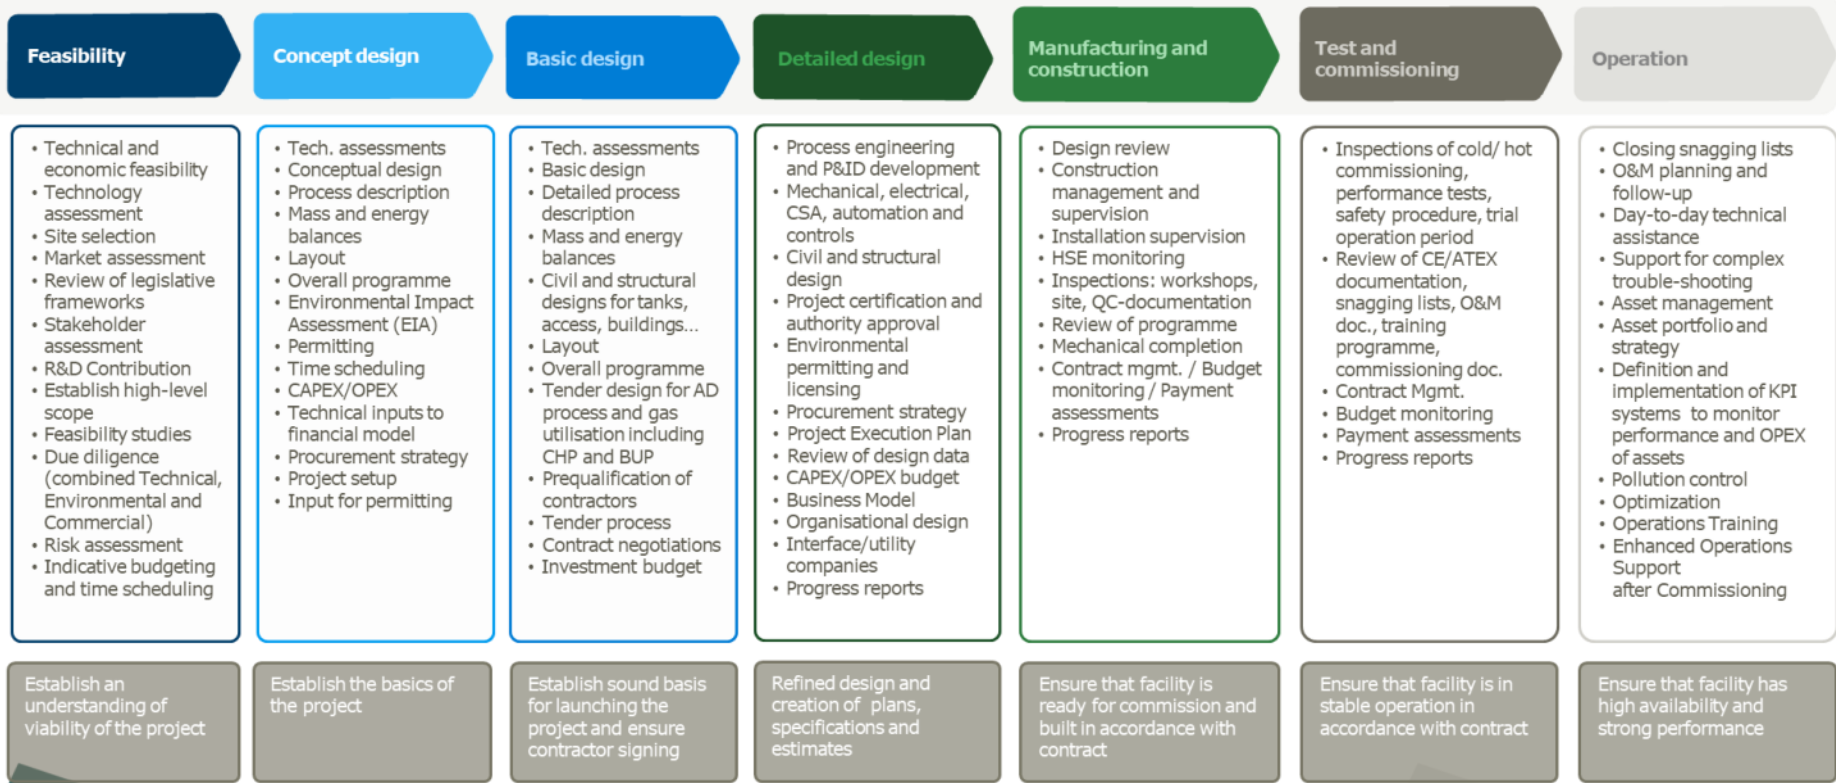 Feasibility
Concept design
Basic design
Detailed design
Manufacturing and
construction
Test and
commissioning
Operation
• Technical and
economic feasibility
• Technology
assessment
• Site selection
• Market assessment
• Review of legislative
frameworks
• Stakeholder
assessment
• R&D Contribution
• Establish high-level
scope
• Feasibility studies
• Due diligence
(combined Technical,
Environmental and
Commercial)
• Risk assessment
• Indicative budgeting
and time scheduling
• Tech. assessments
• Conceptual design
• Process description
• Mass and energy
balances
• Layout
• Overall programme
• Environmental Impact
Assessment (EIA)
• Permitting
• Time scheduling
• CAPEX/OPEX
• Technical inputs to
financial model
• Procurement strategy
• Project setup
• Input for permitting
• Tech. assessments
• Basic design
• Detailed process
description
• Mass and energy
balances
• Civil and structural
designs for tanks,
access, buildings...
• Layout
• Overall programme
• Tender design for AD
process and gas
utilisation including
CHP and BUP
• Prequalification of
contractors
• Tender process
• Contract negotiations
• Investment budget
• Process engineering
and P&ID development
• Mechanical, electrical,
CSA, automation and
controls
• Civil and structural
design
• Project certification and
authority approval
• Environmental
permitting and
licensing
• Procurement strategy
• Project Execution Plan
• Review of design data
• CAPEX/OPEX budget
• Business Model
• Organisational design
• Interface/utility
companies
• Progress reports
• Design review
• Construction
management and
supervision
• Installation supervision
• HSE monitoring
• Inspections: workshops,
site, QC-documentation
• Review of programme
• Mechanical completion
• Contract mgmt. / Budget
monitoring / Payment
assessments
• Progress reports
• Inspections of cold/ hot
commissioning,
performance tests,
safety procedure, trial
operation period
• Review of CE/ATEX
documentation,
snagging lists, O&M
doc., training
programme,
commissioning doc.
• Contract Mgmt.
• Budget monitoring
• Payment assessments
• Progress reports
• Closing snagging lists
• O&M planning and
follow-up
• Day-to-day technical
assistance
• Support for complex
trouble-shooting
• Asset management
• Asset portfolio and
strategy
• Definition and
implementation of KPI
systems to monitor
performance and OPEX
of assets
• Pollution control
• Optimization
• Operations Training
• Enhanced Operations
Support
after Commissioning
Establish an
understanding of
viability of the project
Establish the basics of
the project
Establish sound basis
for launching the
project and ensure
contractor signing
Refined design and
creation of plans,
specifications and
estimates
Ensure that facility is
ready for commission and
built in accordance with
contract
Ensure that facility is in
stable operation in
accordance with contract
Ensure that facility has
high availability and
strong performance